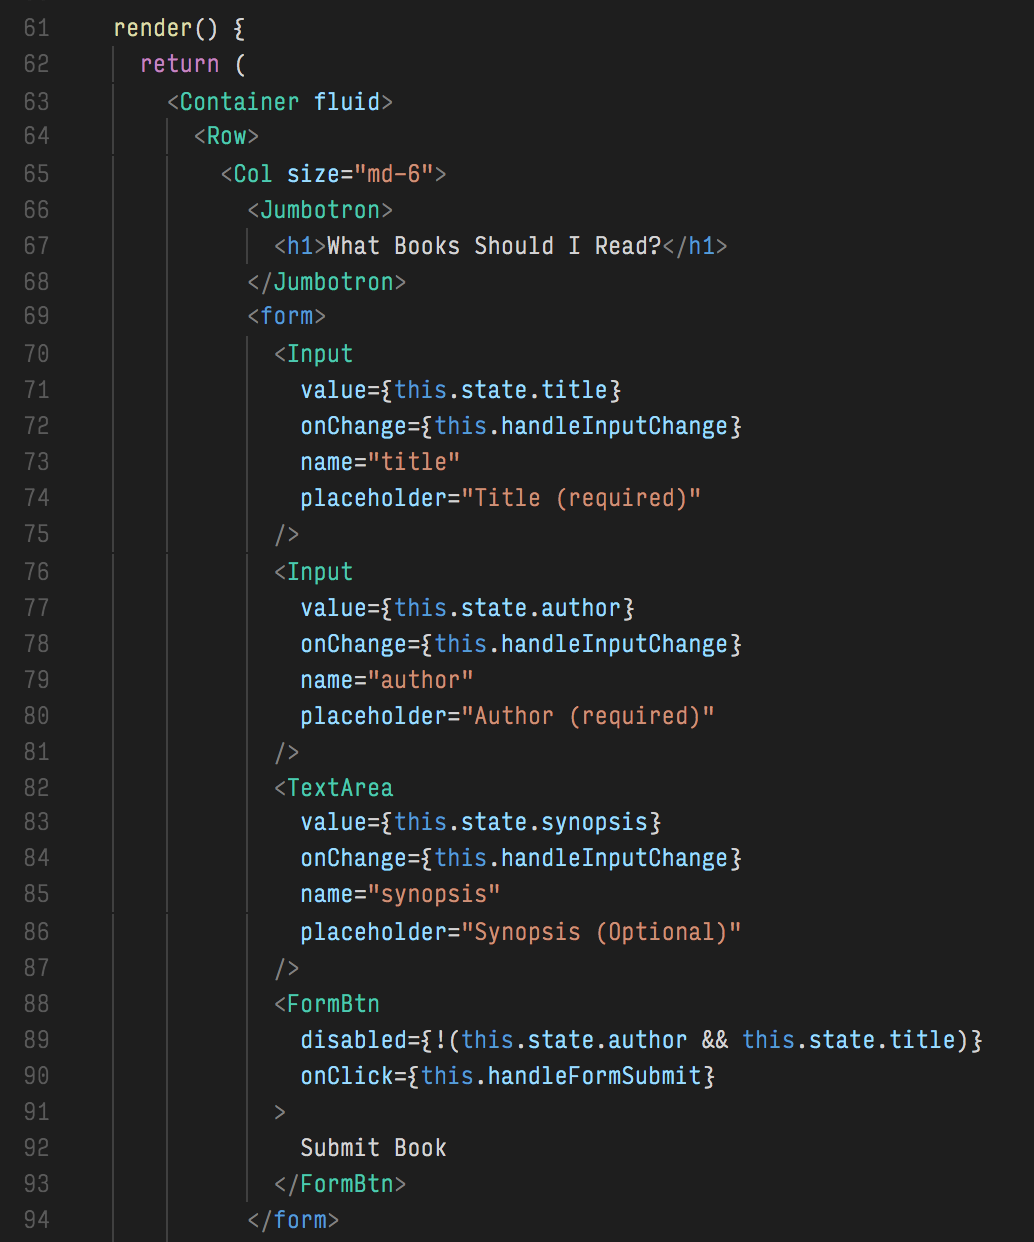 61 render() {
62 return (
63 <Container fluid>
64 <Row>
65 <Col size="md-6">
66 <Jumbotron>
67 <h1>What Books Should I Read?</h1>
68 </Jumbotron>
69 <form>
70 <Input
71 value={this.state.title}
72 onChange={this.handleInputChange}
73 name="title"
74 placeholder="Title (required)"
75 />
76 <Input
77 value={this.state.author}
78 onChange={this.handleInputChange}
79 name="author"
80 placeholder="Author (required)"
81 />
82 <TextArea
83 value={this.state.synopsis}
84 onChange={this.handleInputChange}
85 name="synopsis"
86 placeholder="Synopsis (Optional)"
87 />
88 <FormBtn
89 disabled={!(this.state.author && this.state.title)}
90 onClick={this.handleFormSubmit}
91 >
92 Submit Book
93 </FormBtn>
94 </form>